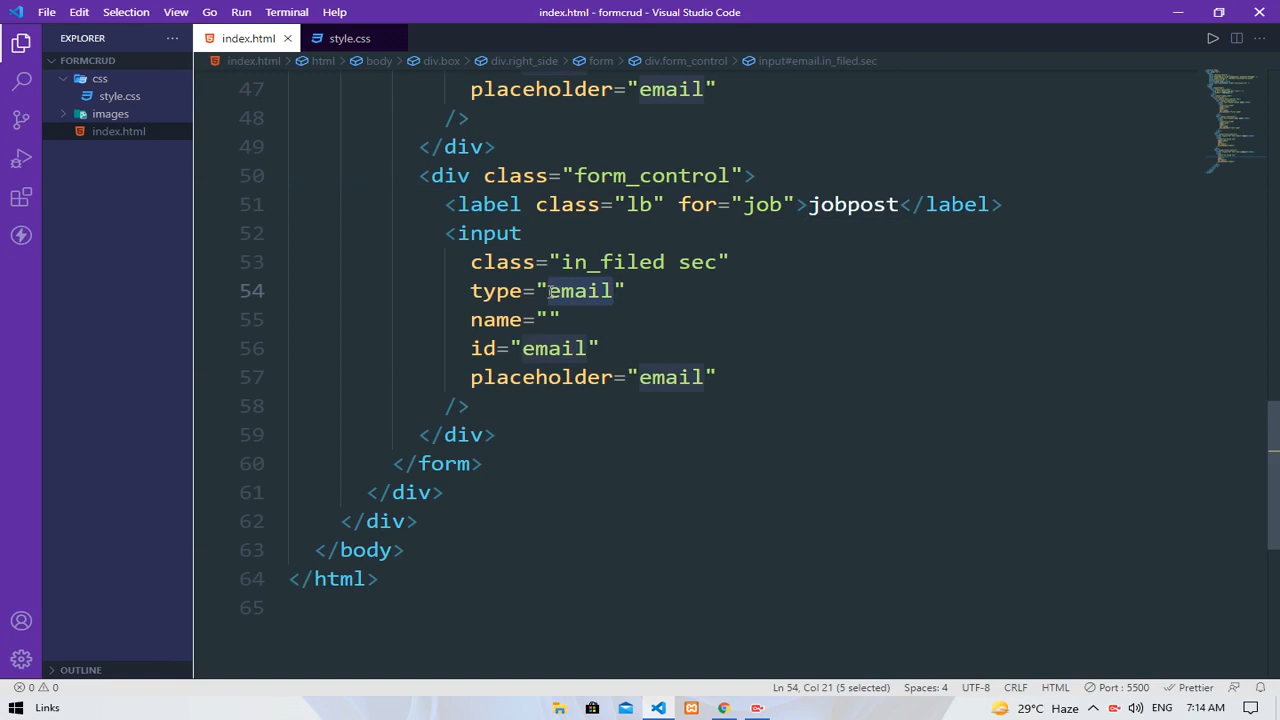 File Edit Selection View Go Run Terminal Help index.html - formcrud - Visual Studio Code
EXPLORER
FORMCRUD
css
style.css
images
index.html
OUTLINE
index.html style.css
index.html html body div.box div.right_side form div.form_control input#email.in_filed.sec
47 placeholder="email"
48 />
49 </div>
50 <div class="form_control">
51 <label class="lb" for="job">jobpost</label>
52 <input
53 class="in_filed sec"
54 type="email"
55 name=""
56 id="email"
57 placeholder="email"
58 />
59 </div>
60 </form>
61 </div>
62 </div>
63 </body>
64 </html>
65
0 0 Ln 54, Col 21 (5 selected) Spaces: 4 UTF-8 CRLF HTML Port : 5500 Prettier
Links 29°C Haze ENG 7:14 AM